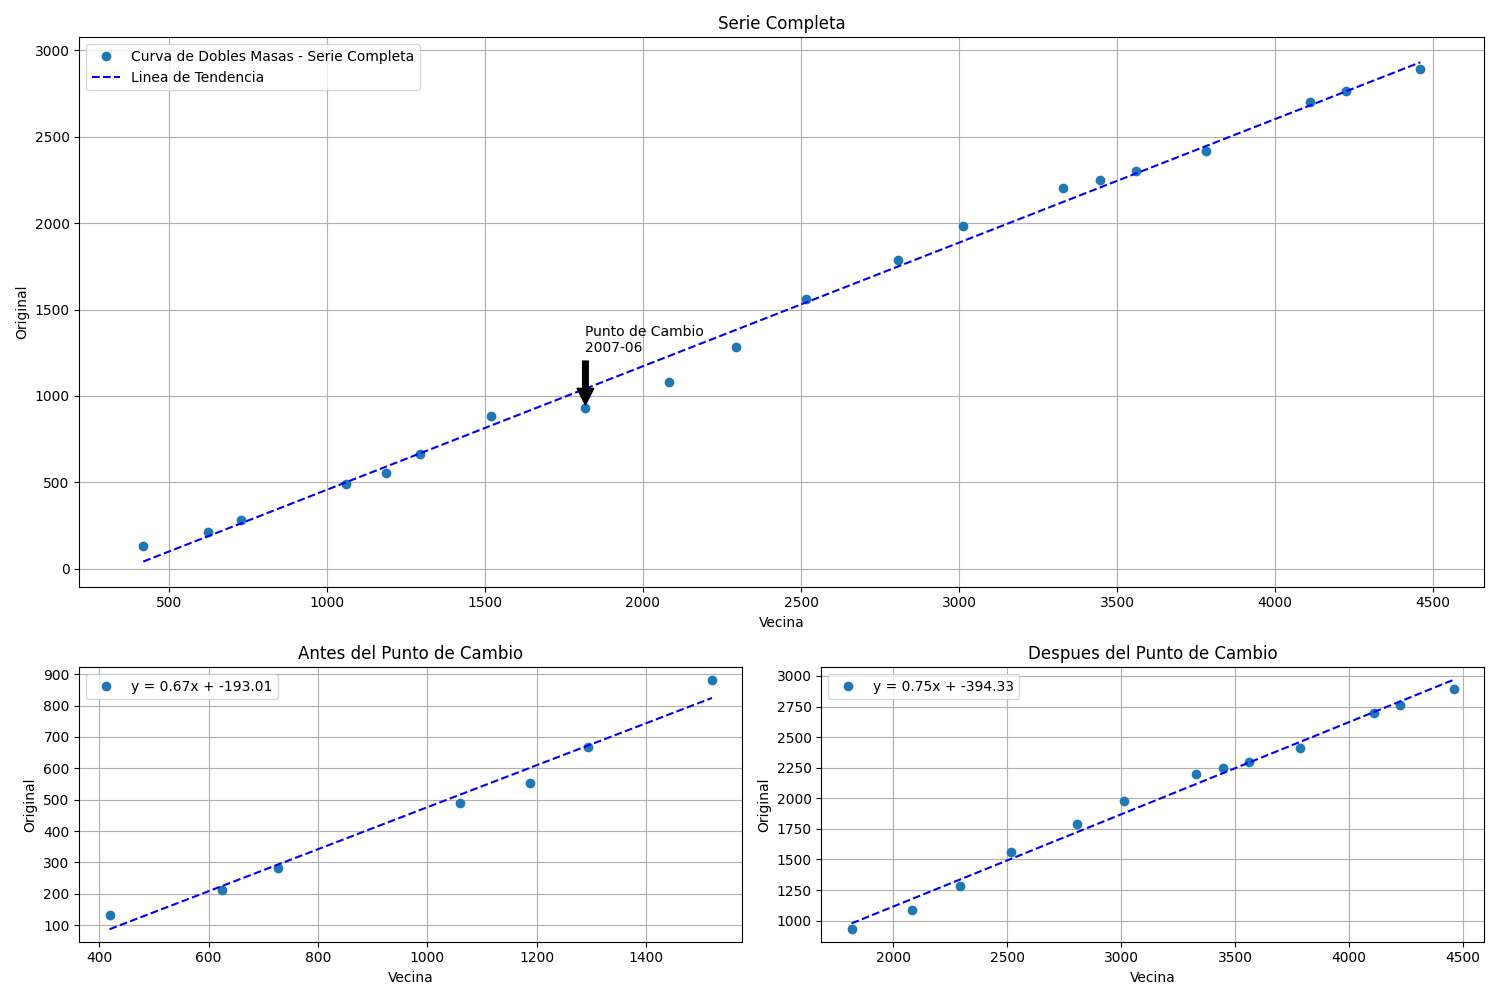 Serie Completa
Curva de Dobles Masas - Serie Completa
Linea de Tendencia
3000
2500
2000
1500
1000
500
0
Original
Punto de Cambio
2007-06
500 1000 1500 2000 2500 3000 3500 4000 4500
Vecina
Antes del Punto de Cambio
y = 0.67x + -193.01
900
800
700
600
500
400
300
200
100
Original
400 600 800 1000 1200 1400
Vecina
Despues del Punto de Cambio
y = 0.75x + -394.33
3000
2750
2500
2250
2000
1750
1500
1250
1000
Original
2000 2500 3000 3500 4000 4500
Vecina